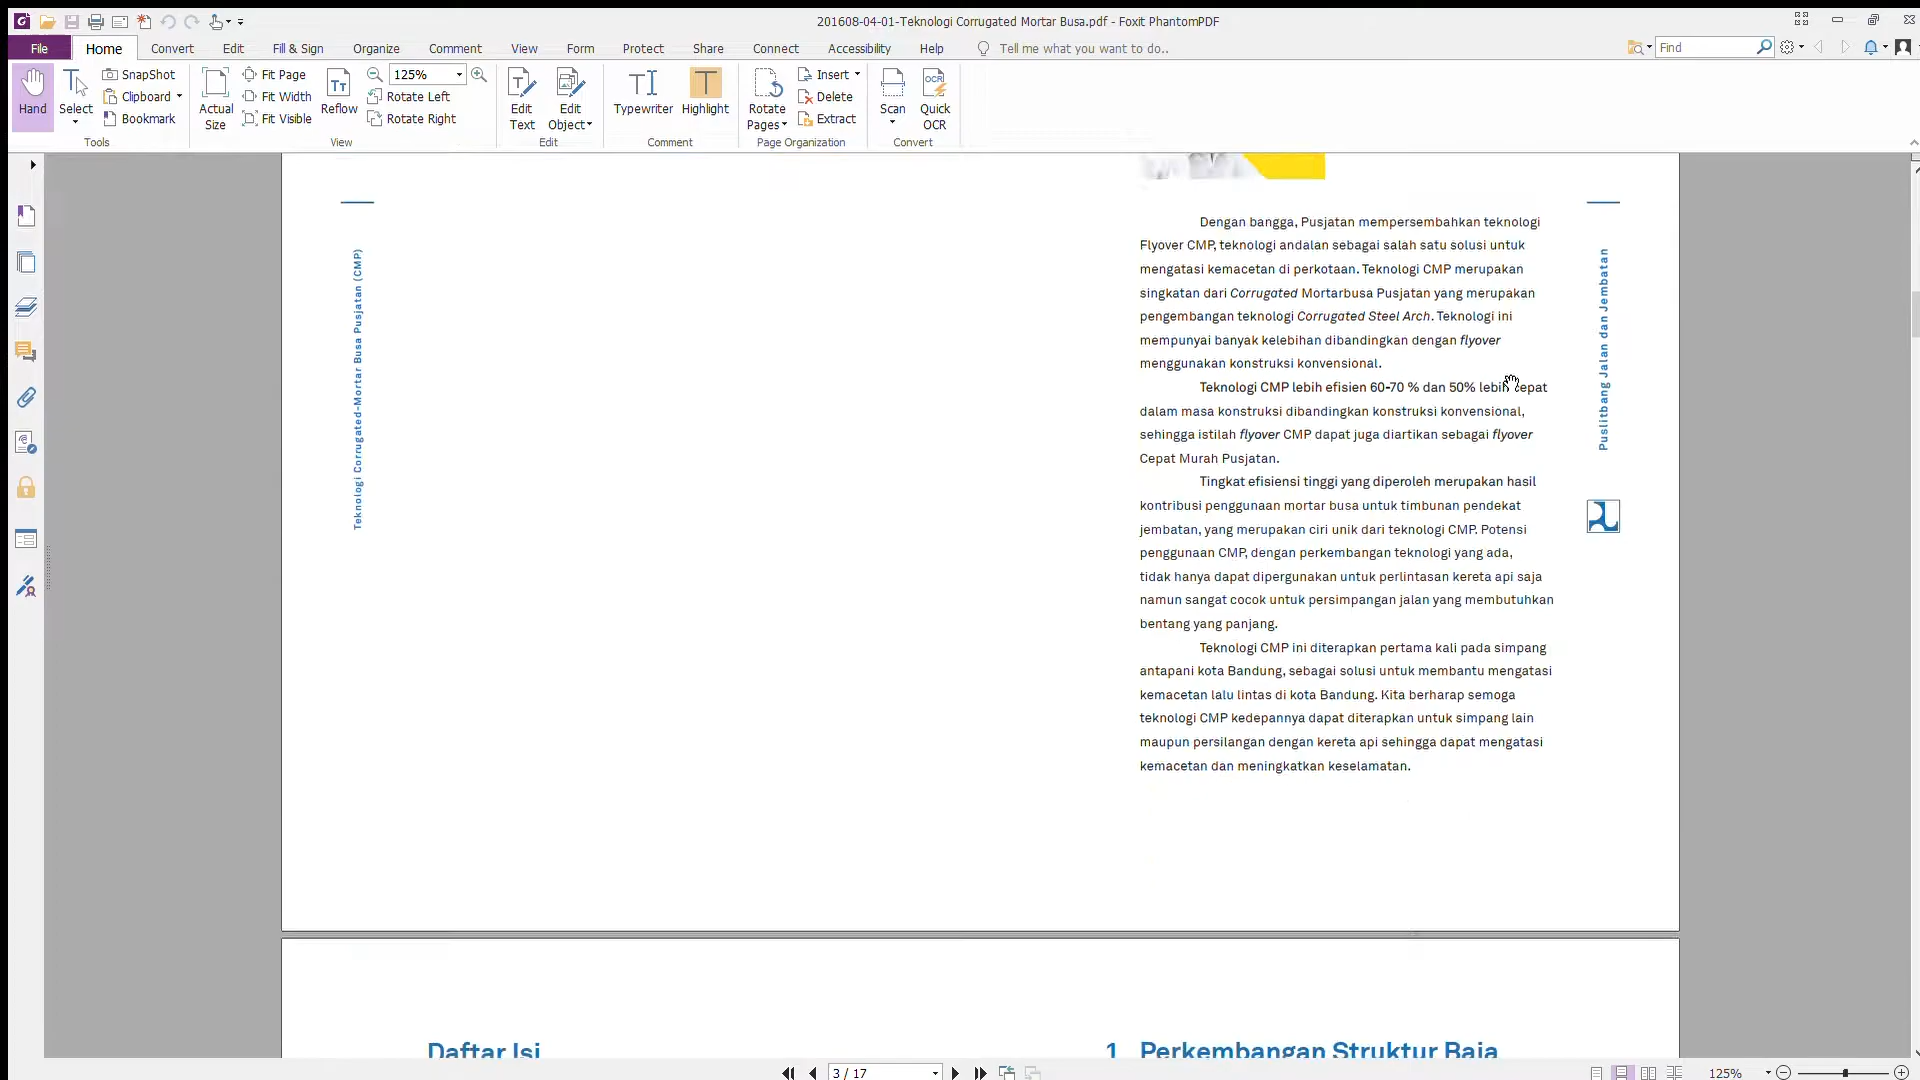 201608-04-01-Teknologi Corrugated Mortar Busa.pdf - Foxit PhantomPDF
File Home Convert Edit Fill & Sign Organize Comment View Form Protect Share Connect Accessibility Help Tell me what you want to do.. Find
Hand
Select
SnapShot
Clipboard
Bookmark
Tools
Actual Size
Fit Page
Fit Width
Fit Visible
Reflow
125%
Rotate Left
Rotate Right
View
Edit Text
Edit Object
Edit
Typewriter
Highlight
Comment
Rotate Pages
Insert
Delete
Extract
Page Organization
Scan
OCR
Quick OCR
Convert
Teknologi Corrugated-Mortar Busa Pusjatan (CMP)
Dengan bangga, Pusjatan mempersembahkan teknologi
Flyover CMP, teknologi andalan sebagai salah satu solusi untuk
mengatasi kemacetan di perkotaan. Teknologi CMP merupakan
singkatan dari Corrugated Mortarbusa Pusjatan yang merupakan
pengembangan teknologi Corrugated Steel Arch. Teknologi ini
mempunyai banyak kelebihan dibandingkan dengan flyover
menggunakan konstruksi konvensional.
Teknologi CMP lebih efisien 60-70 % dan 50% lebih cepat
dalam masa konstruksi dibandingkan konstruksi konvensional,
sehingga istilah flyover CMP dapat juga diartikan sebagai flyover
Cepat Murah Pusjatan.
Tingkat efisiensi tinggi yang diperoleh merupakan hasil
kontribusi penggunaan mortar busa untuk timbunan pendekat
jembatan, yang merupakan ciri unik dari teknologi CMP. Potensi
penggunaan CMP, dengan perkembangan teknologi yang ada,
tidak hanya dapat dipergunakan untuk perlintasan kereta api saja
namun sangat cocok untuk persimpangan jalan yang membutuhkan
bentang yang panjang.
Teknologi CMP ini diterapkan pertama kali pada simpang
antapani kota Bandung, sebagai solusi untuk membantu mengatasi
kemacetan lalu lintas di kota Bandung. Kita berharap semoga
teknologi CMP kedepannya dapat diterapkan untuk simpang lain
maupun persilangan dengan kereta api sehingga dapat mengatasi
kemacetan dan meningkatkan keselamatan.
Puslitbang Jalan dan Jembatan
Daftar Isi
1 Perkembangan Struktur Baja
3 / 17
125%